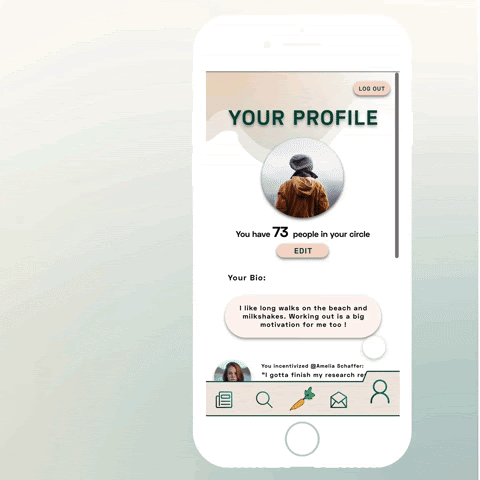 LOG OUT
YOUR PROFILE
You have 73 people in your circle
EDIT
Your Bio:
I like long walks on the beach and
milkshakes. Working out is a big
motivation for me too !
You incentivized @Amelia Schaffer:
"I gotta finish my research re